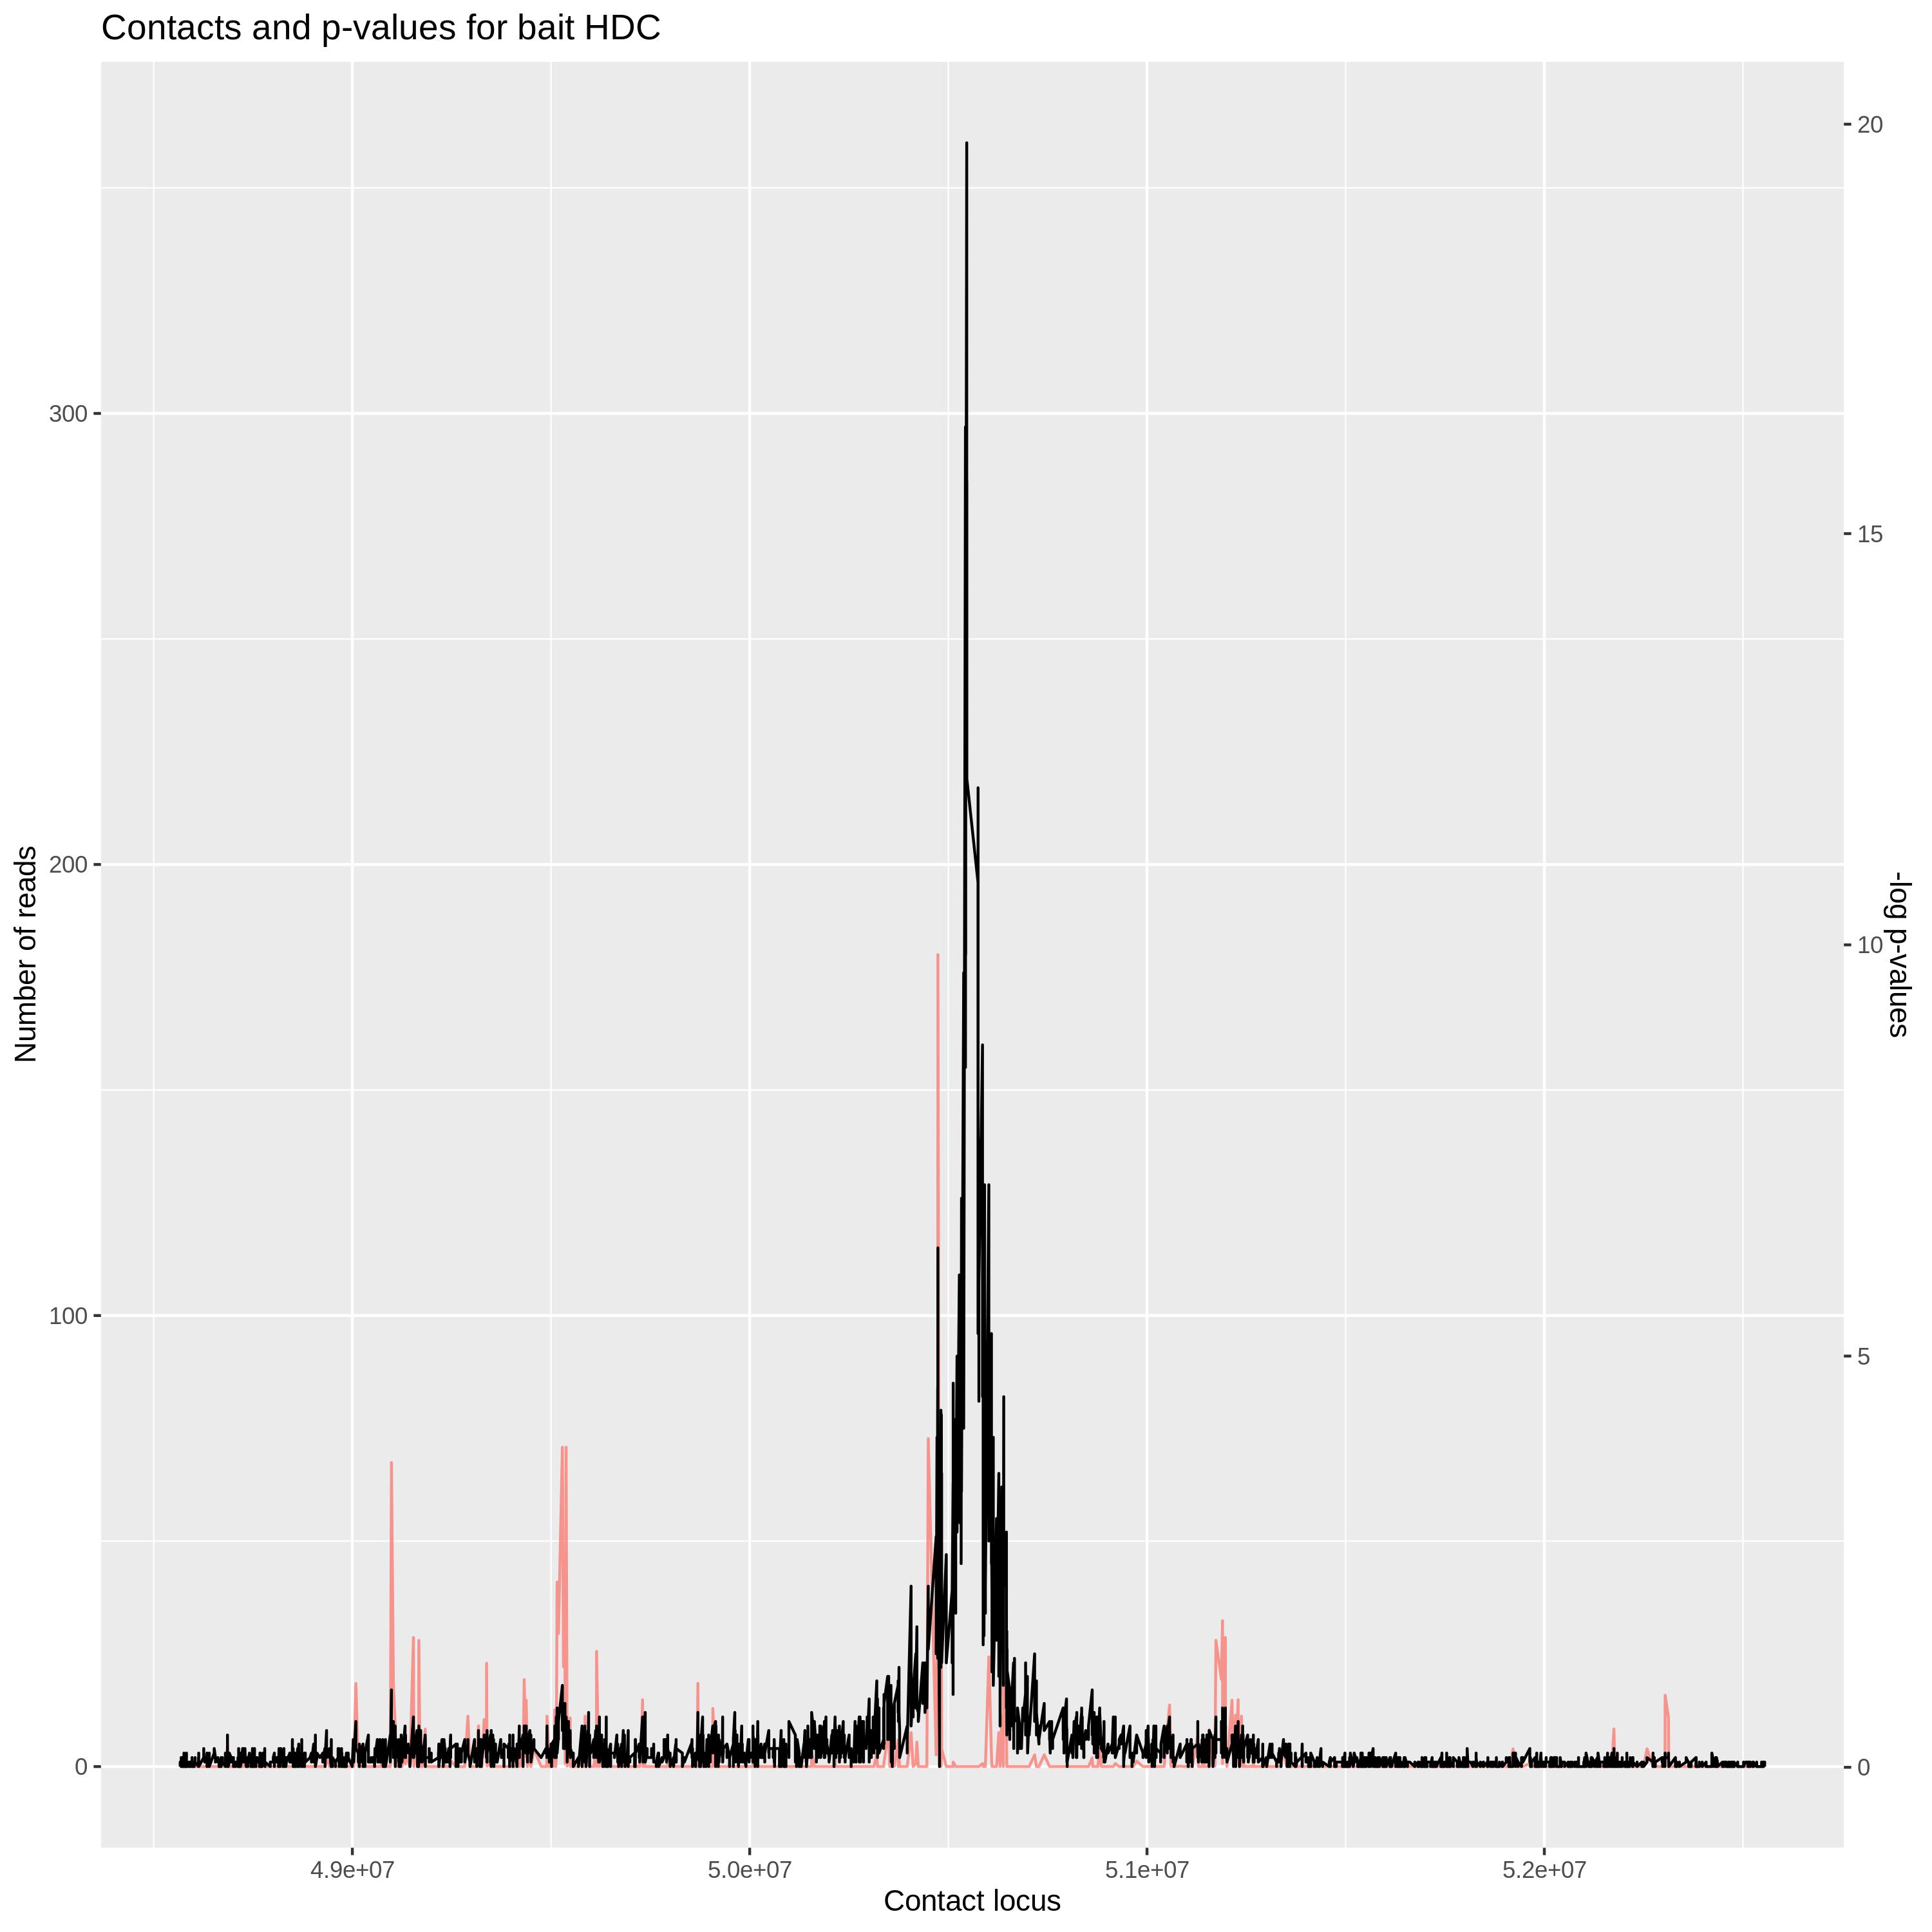 Contacts and p-values for bait HDC
Number of reads
300
200
100
0
20
15
10
5
0
-log p-values
4.9e+07
5.0e+07
5.1e+07
5.2e+07
Contact locus